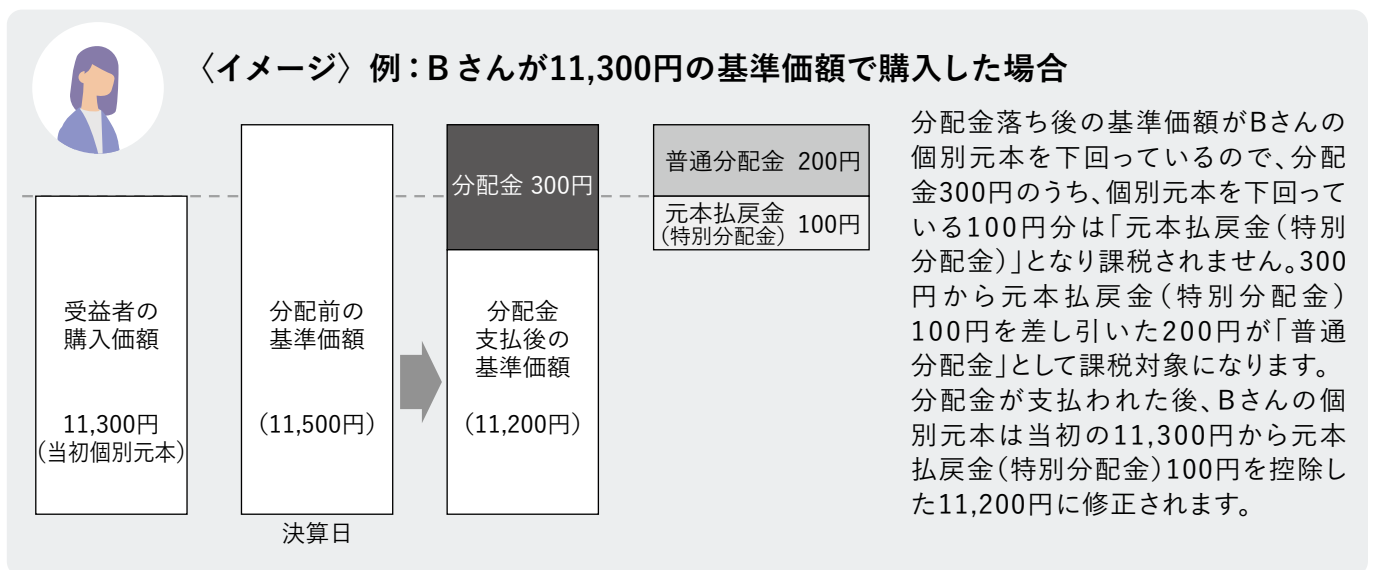 〈イメージ〉例：Bさんが11,300円の基準価額で購入した場合
受益者の
購入価額
11,300円
(当初個別元本)
分配前の
基準価額
(11,500円)
決算日
分配金 300円
分配金
支払後の
基準価額
(11,200円)
普通分配金 200円
元本払戻金
(特別分配金) 100円
分配金落ち後の基準価額がBさんの
個別元本を下回っているので、分配
金300円のうち、個別元本を下回って
いる100円分は「元本払戻金(特別
分配金)」となり課税されません。300
円から元本払戻金(特別分配金)
100円を差し引いた200円が「普通
分配金」として課税対象になります。
分配金が支払われた後、Bさんの個
別元本は当初の11,300円から元本
払戻金(特別分配金)100円を控除し
た11,200円に修正されます。